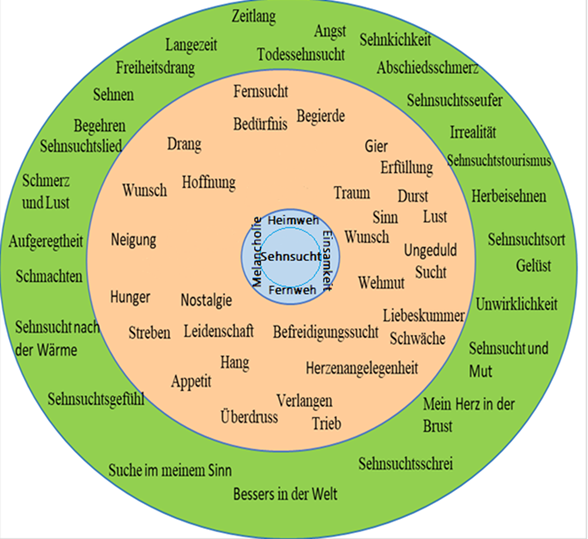 Zeitlang
Angst
Langezeit
Sehnkichkeit
Todessehnsucht
Freiheitsdrang
Abschiedsschmerz
Fernsucht
Sehnen
Sehnsuchtsseufer
Begierde
Bedürfnis
Begehren
Irrealität
Sehnsuchtslied
Drang
Gier
Sehnsuchtstourismus
Erfüllung
Schmerz
und Lust
Wunsch
Hoffnung
Traum
Durst
Herbeisehnen
Sinn
Lust
Heimweh
Melancholie
Einsamkeit
Sehnsucht
Fernweh
Wunsch
Aufgeregtheit
Neigung
Sehnsuchtsort
Ungeduld
Gelüst
Sucht
Schmachten
Wehmut
Hunger
Nostalgie
Unwirklichkeit
Liebeskummer
Sehnsucht nach
der Wärme
Streben
Leidenschaft
Befreidigungssucht
Schwäche
Sehnsucht und
Mut
Hang
Herzenangelegenheit
Appetit
Sehnsuchtsgefühl
Verlangen
Mein Herz in der
Brust
Überdruss
Trieb
Sehnsuchtsschrei
Suche im meinem Sinn
Bessers in der Welt